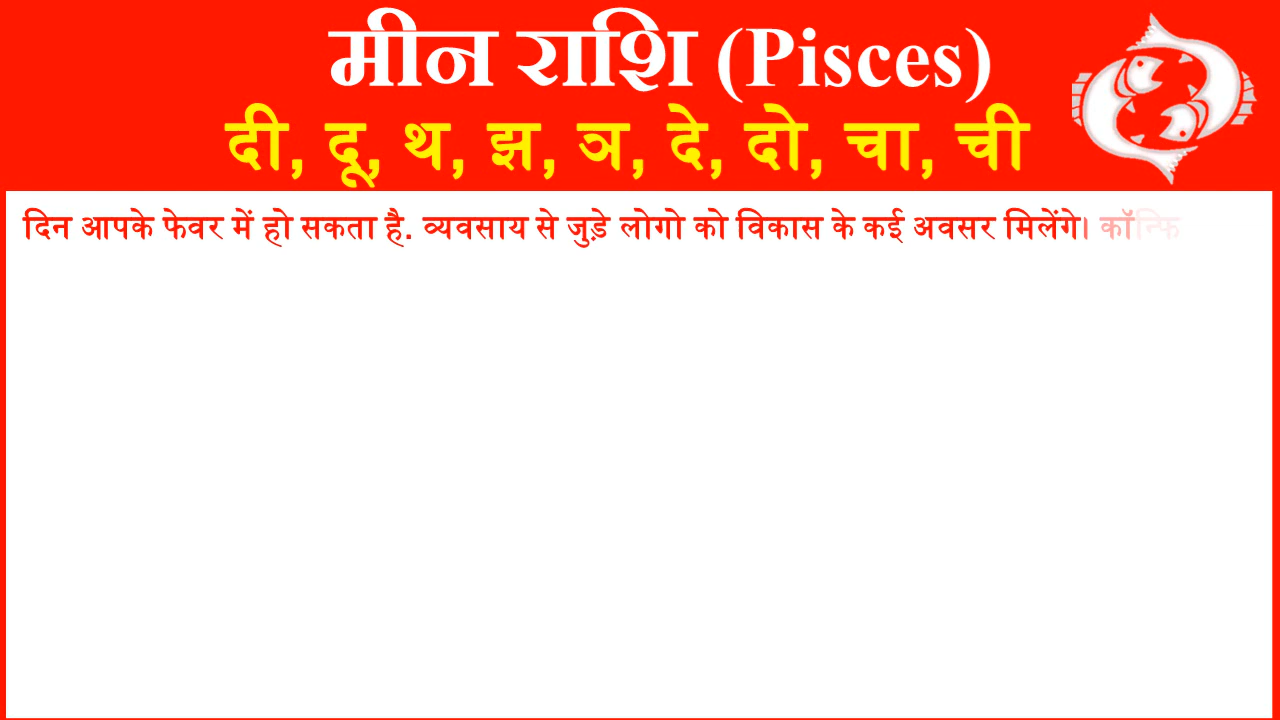 मीन राशि (Pisces)
दी, दू, थ, झ, ञ, दे, दो, चा, ची
दिन आपके फेवर में हो सकता है. व्यवसाय से जुड़े लोगो को विकास के कई अवसर मिलेंगे।